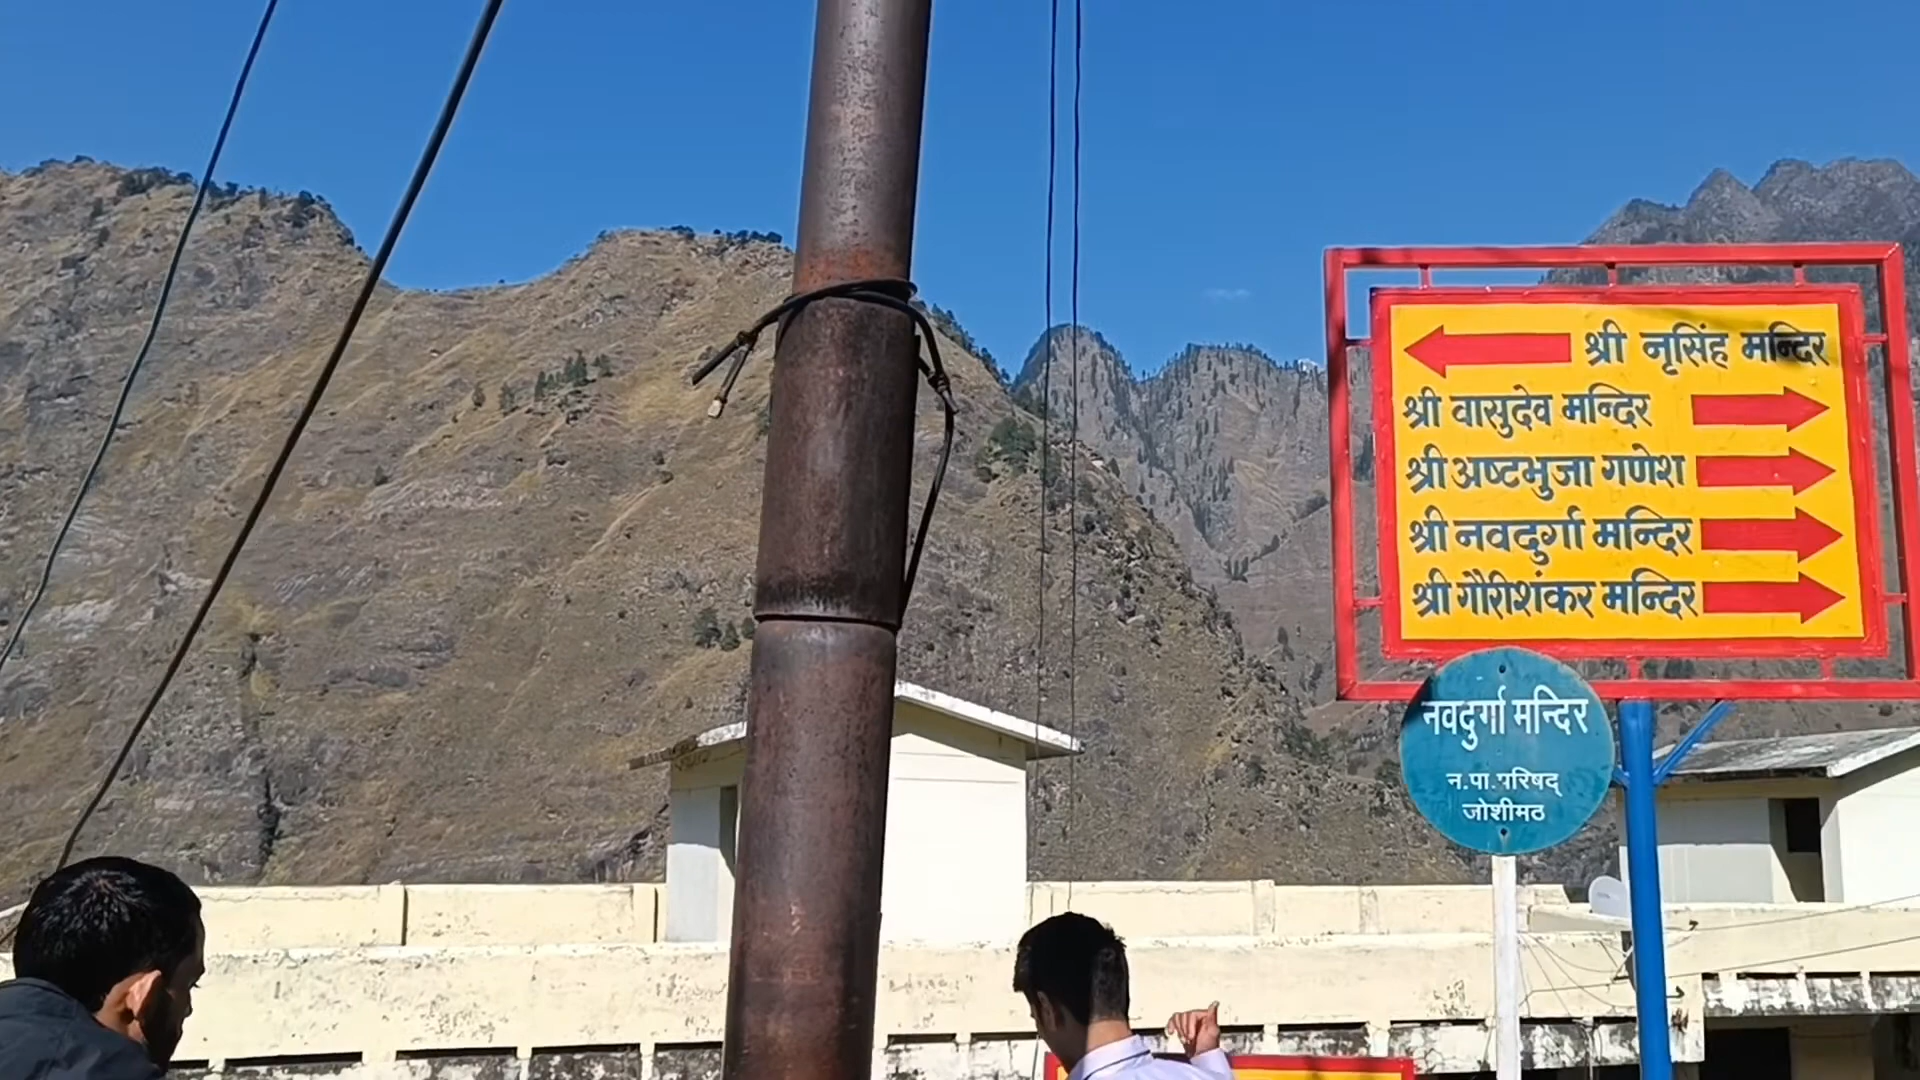 श्री नृसिंह मन्दिर
श्री वासुदेव मन्दिर
श्री अष्टभुजा गणेश
श्री नवदुर्गा मन्दिर
श्री गौरीशंकर मन्दिर
नवदुर्गा मन्दिर
न.पा.परिषद्
जोशीमठ